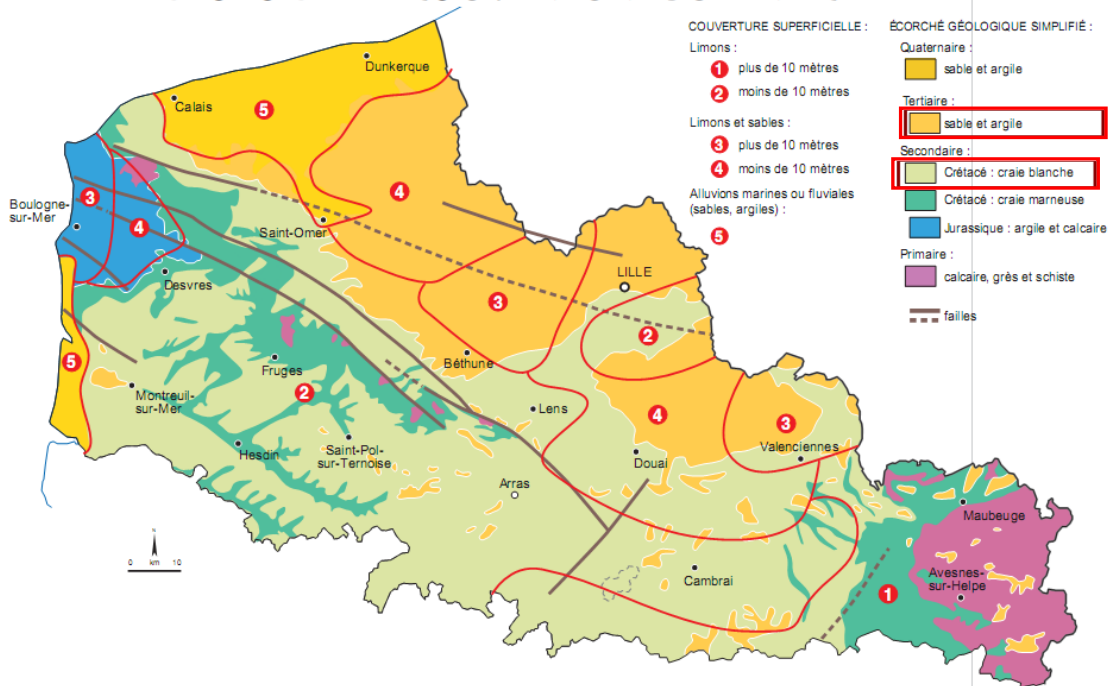 COUVERTURE SUPERFICIELLE :
Limons :
1 plus de 10 mètres
2 moins de 10 mètres
Limons et sables :
3 plus de 10 mètres
4 moins de 10 mètres
Alluvions marines ou fluviales
(sables, argiles) :
5
ÉCORCHÉ GÉOLOGIQUE SIMPLIFIÉ :
Quaternaire :
sable et argile
Tertiaire :
sable et argile
Secondaire :
Crétacé : craie blanche
Crétacé : craie marneuse
Jurassique : argile et calcaire
Primaire :
calcaire, grès et schiste
failles
Dunkerque
Calais
5
3
4
Boulogne-
sur-Mer
4
Saint-Omer
Desvres
LILLE
3
2
5
Béthune
Fruges
Montreuil-
sur-Mer
2
Lens
4
3
Hesdin
Saint-Pol-
sur-Ternoise
Douai
Valenciennes
Arras
Maubeuge
Cambrai
Avesnes-
sur-Helpe
1
N
0 km 10